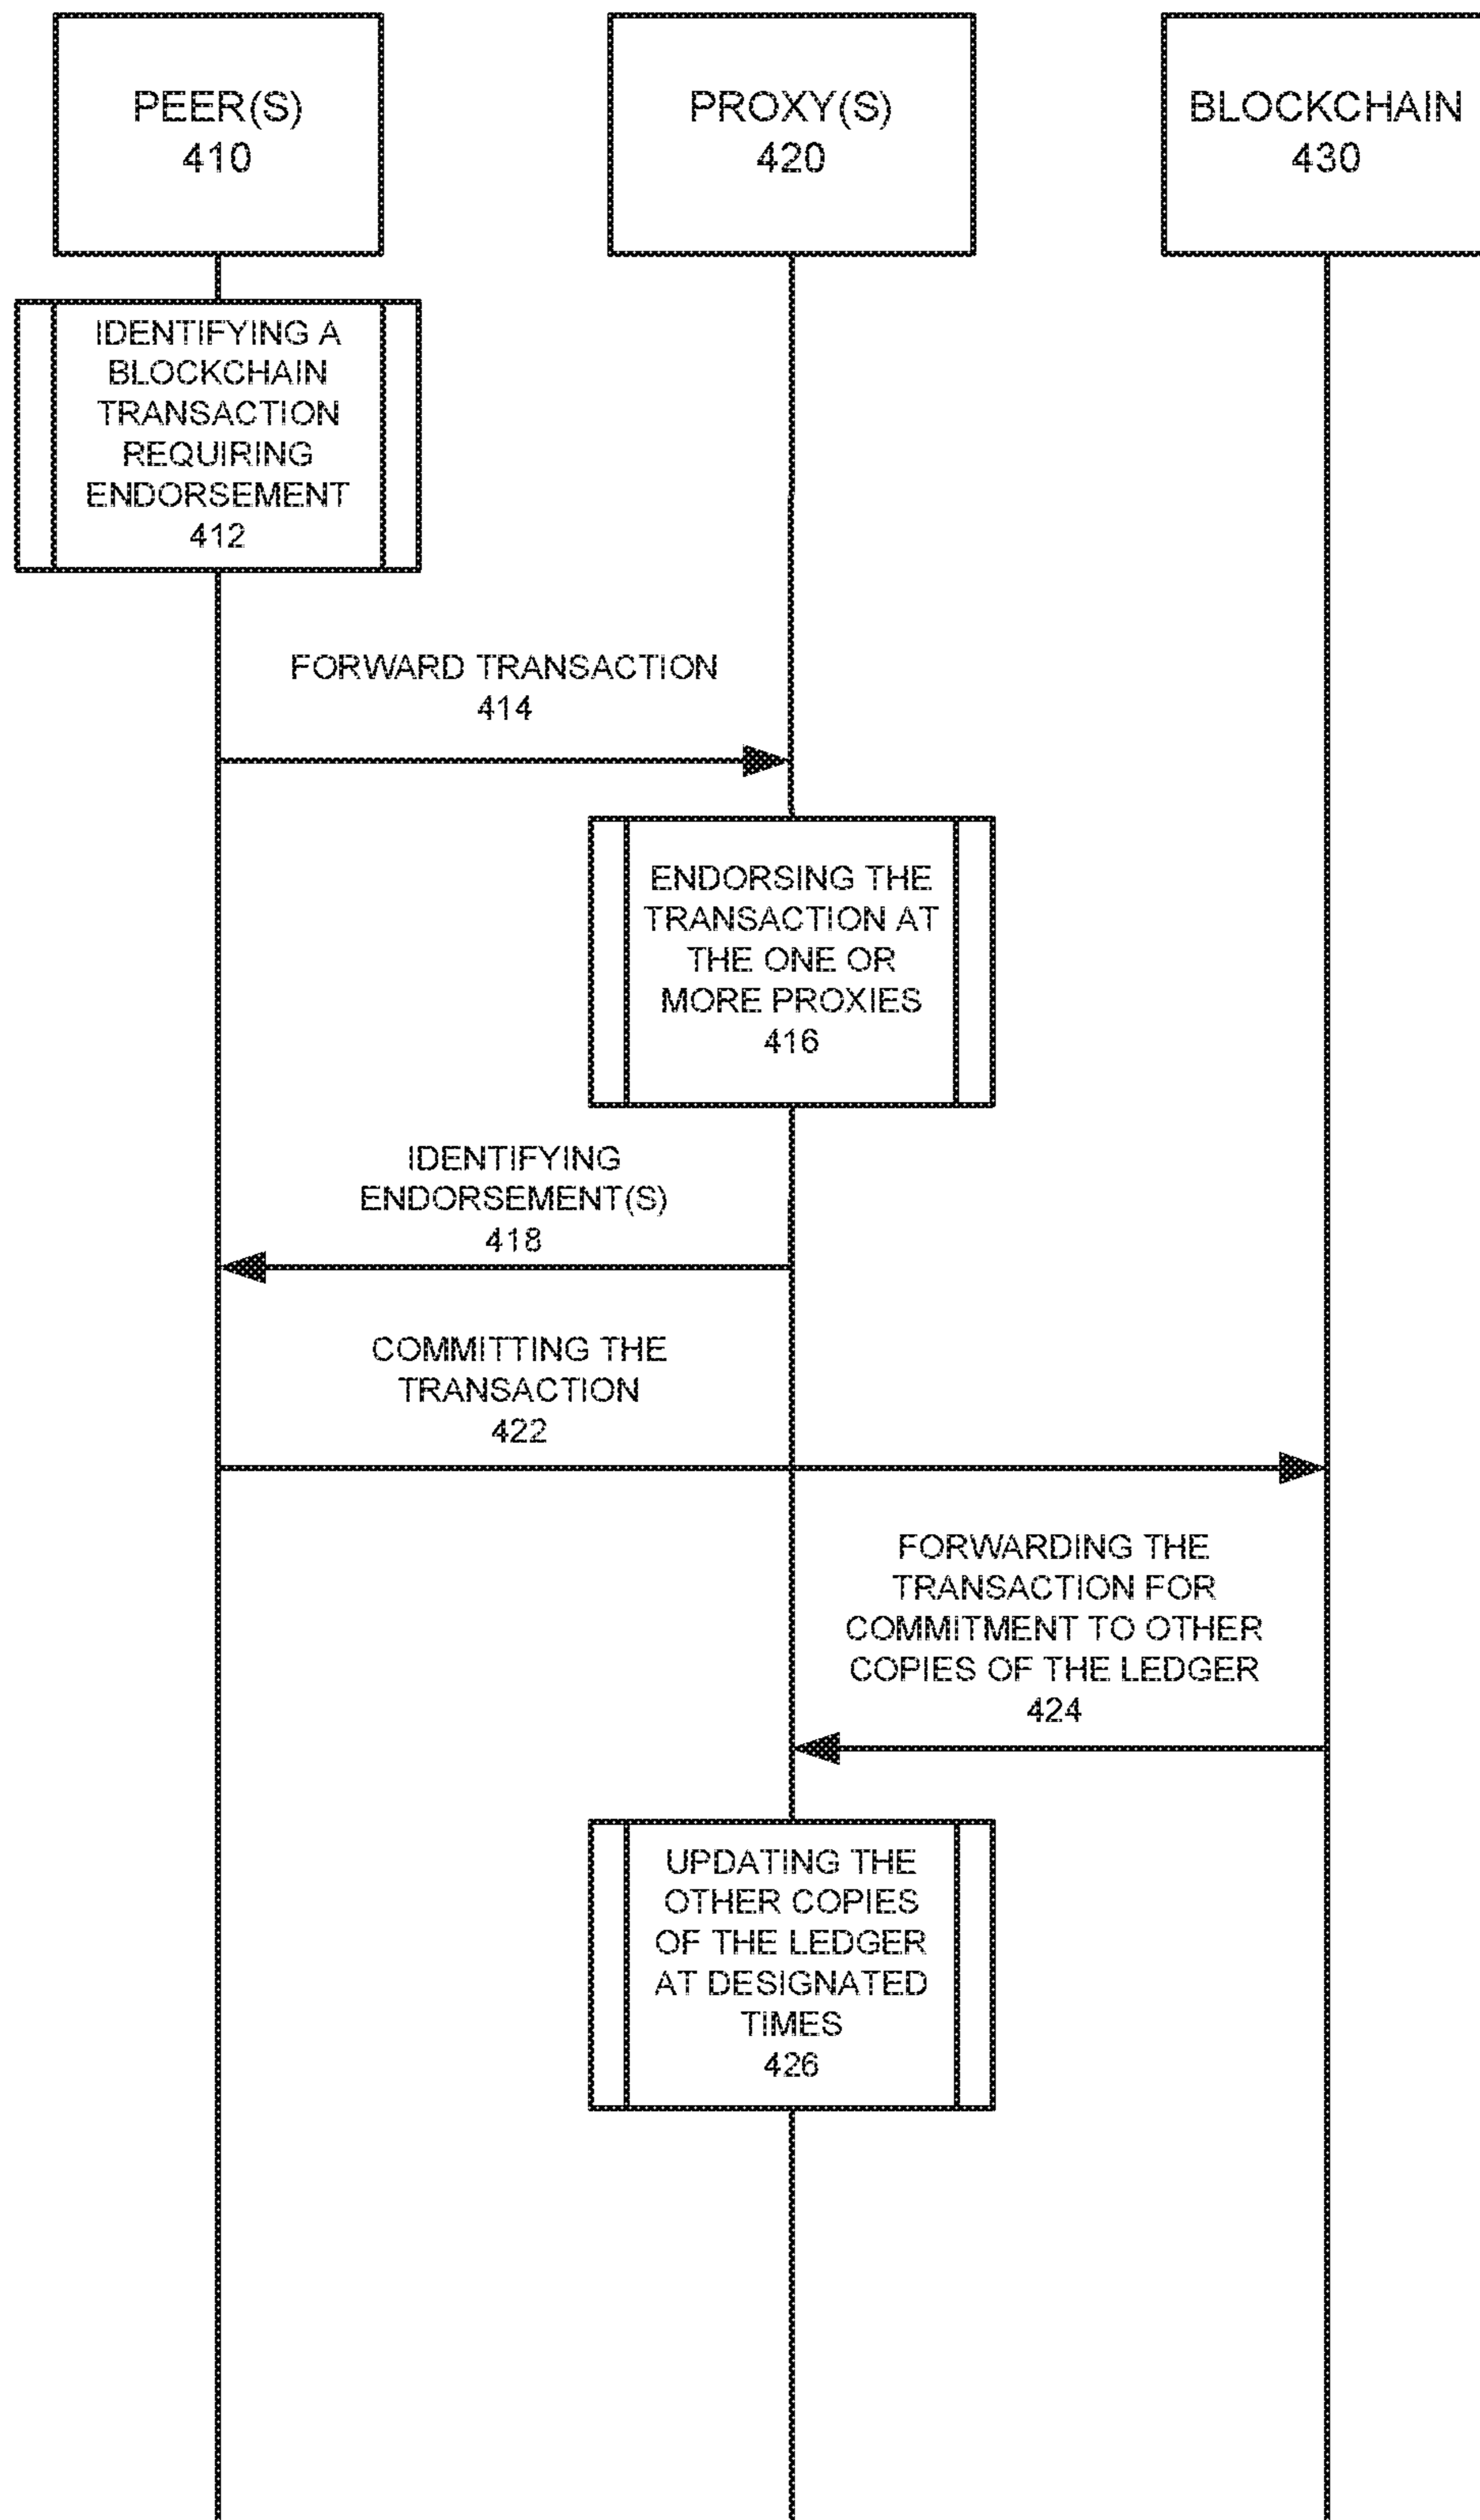 PEER(S)
410
PROXY(S)
420
BLOCKCHAIN
430
IDENTIFYING A
BLOCKCHAIN
TRANSACTION
REQUIRING
ENDORSEMENT
412
FORWARD TRANSACTION
414
ENDORSING THE
TRANSACTION AT
THE ONE OR
MORE PROXIES
416
IDENTIFYING
ENDORSEMENT(S)
418
COMMITTING THE
TRANSACTION
422
FORWARDING THE
TRANSACTION FOR
COMMITMENT TO OTHER
COPIES OF THE LEDGER
424
UPDATING THE
OTHER COPIES
OF THE LEDGER
AT DESIGNATED
TIMES
426